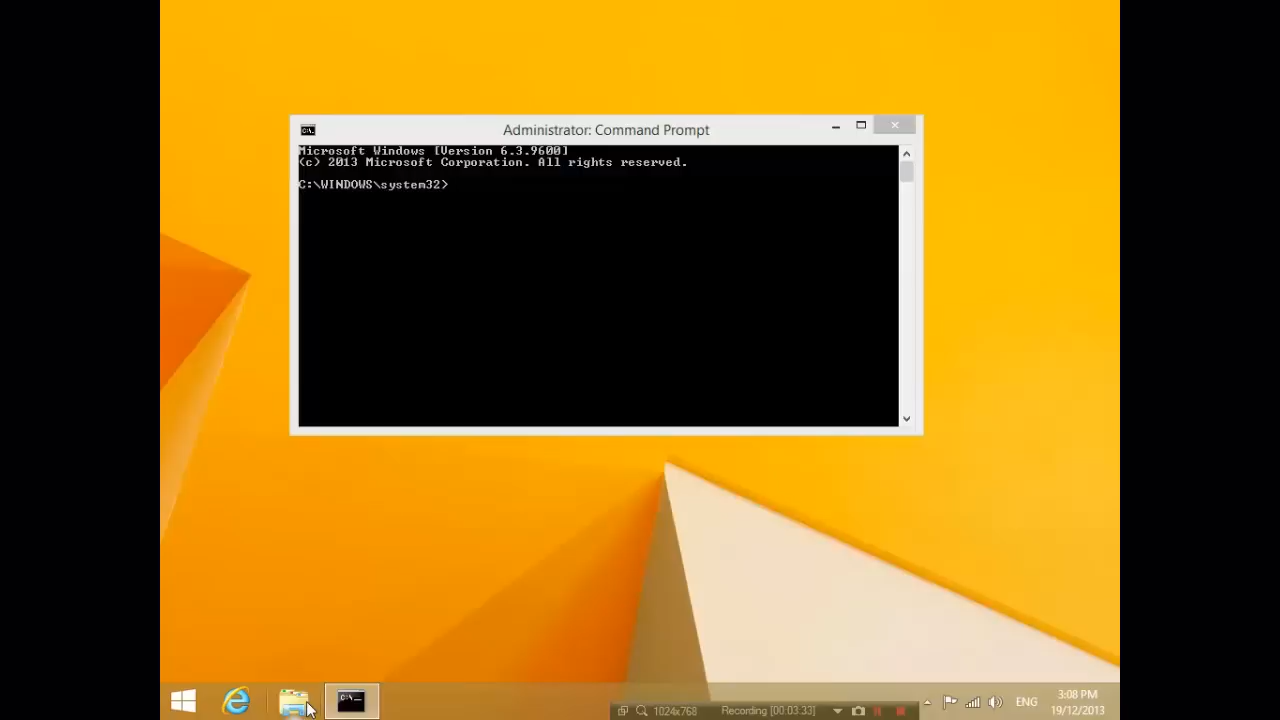 Administrator: Command Prompt
Microsoft Windows [Version 6.3.9600]
(c) 2013 Microsoft Corporation. All rights reserved.
C:\WINDOWS\system32>
C:\_
1024x768
Recording [00:03:33]
ENG
3:08 PM
19/12/2013